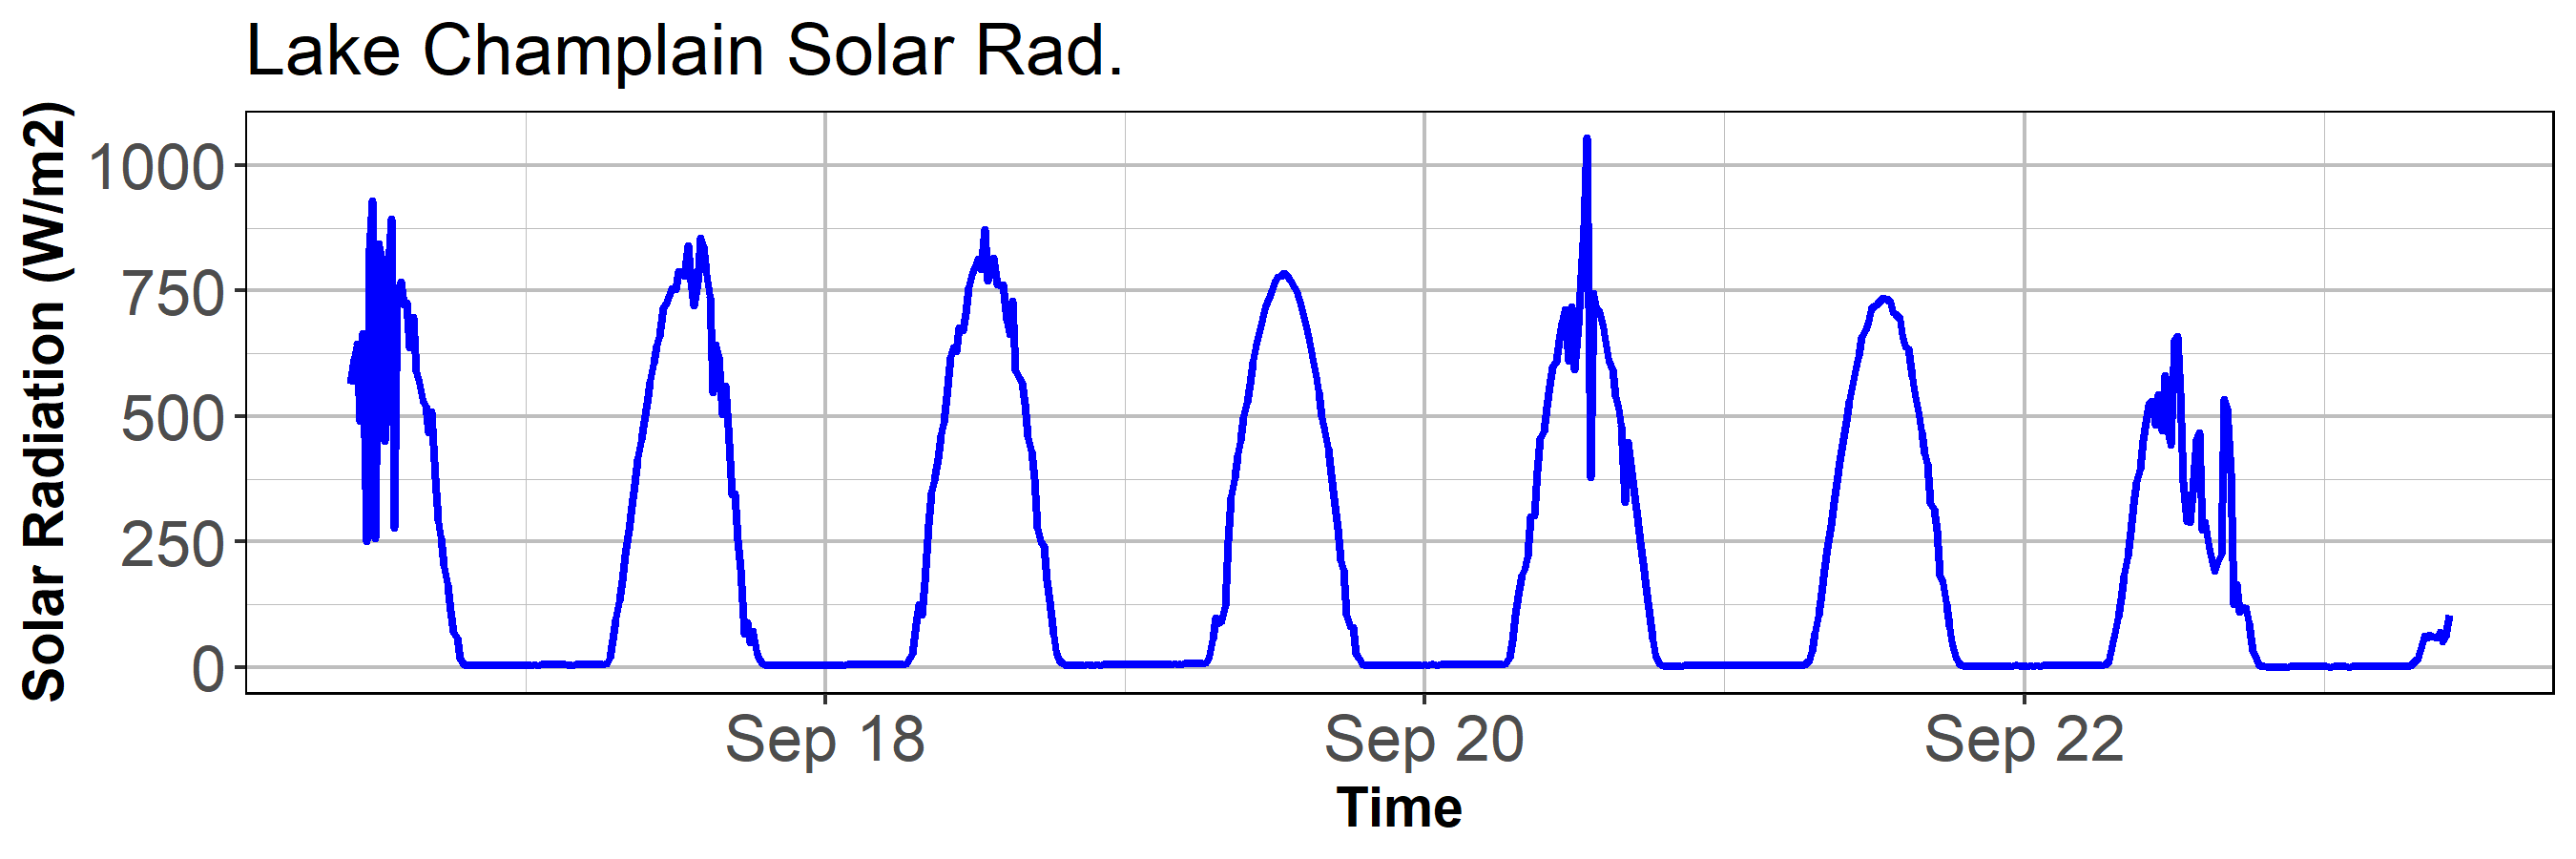 Lake Champlain Solar Rad.
Solar Radiation (W/m2)
1000
750
500
250
0
Sep 18
Sep 20
Sep 22
Time